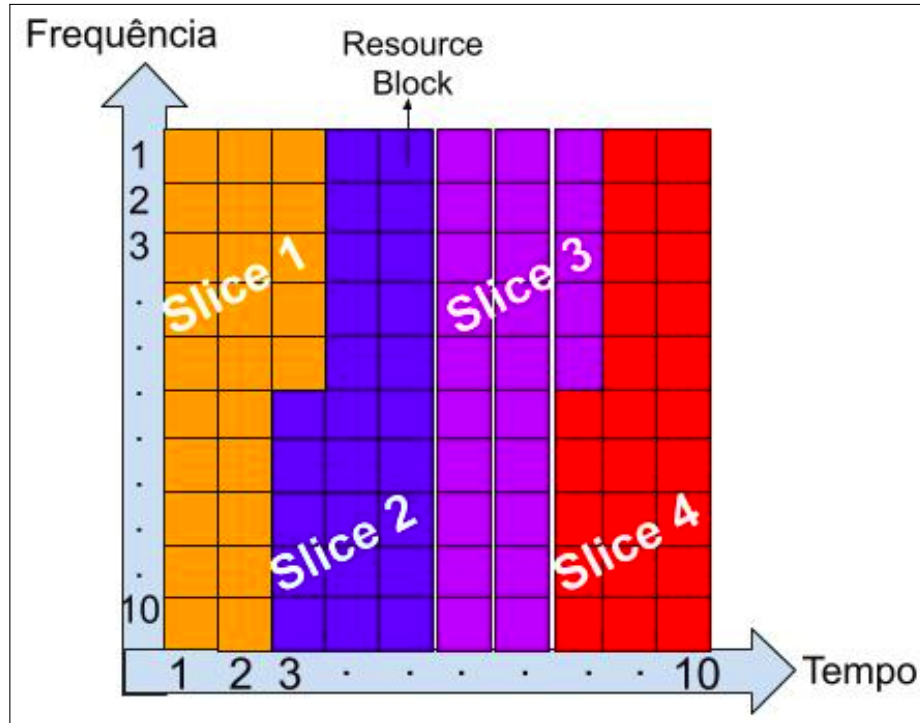 Frequência
Resource
Block
1
2
3
.
.
.
.
.
.
10
Slice 1
Slice 2
Slice 3
Slice 4
1 2 3 . . . . . . 10
Tempo